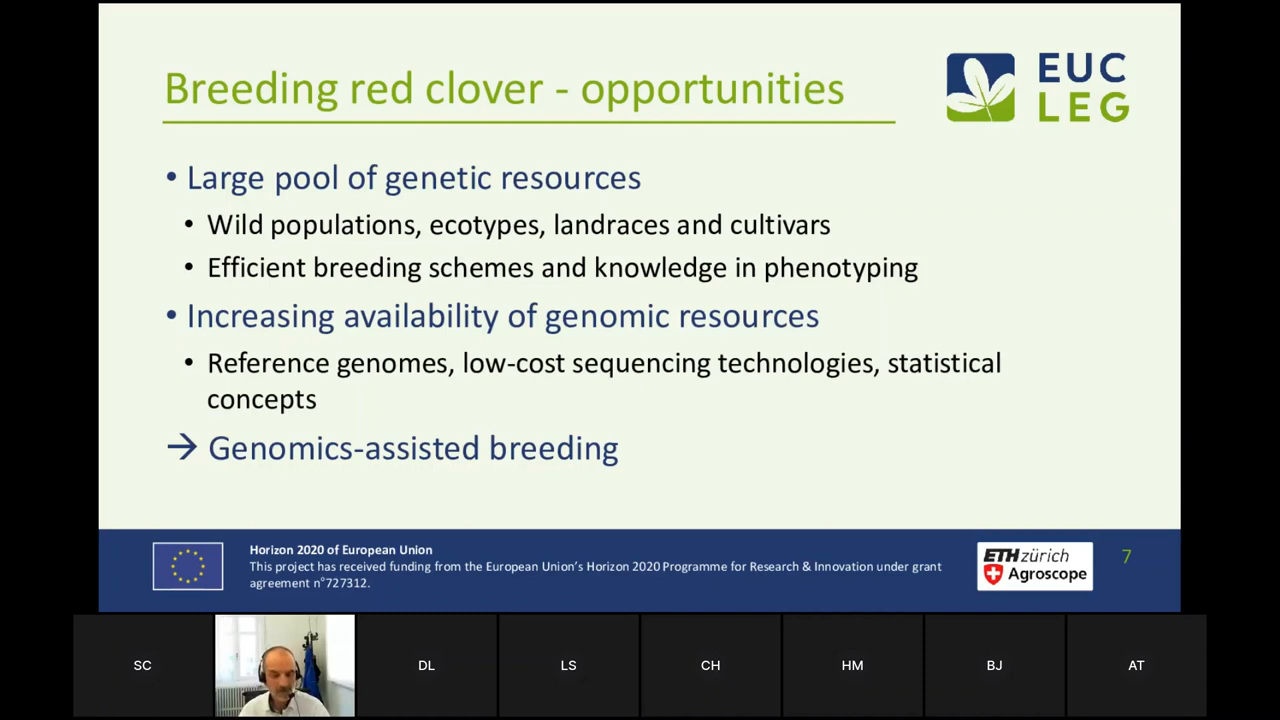 Breeding red clover - opportunities
EUC
LEG
• Large pool of genetic resources
• Wild populations, ecotypes, landraces and cultivars
• Efficient breeding schemes and knowledge in phenotyping
• Increasing availability of genomic resources
• Reference genomes, low-cost sequencing technologies, statistical
concepts
→ Genomics-assisted breeding
Horizon 2020 of European Union
This project has received funding from the European Union's Horizon 2020 Programme for Research & Innovation under grant
agreement n°727312.
ETH zürich
Agroscope
7
SC
DL
LS
CH
HM
BJ
AT